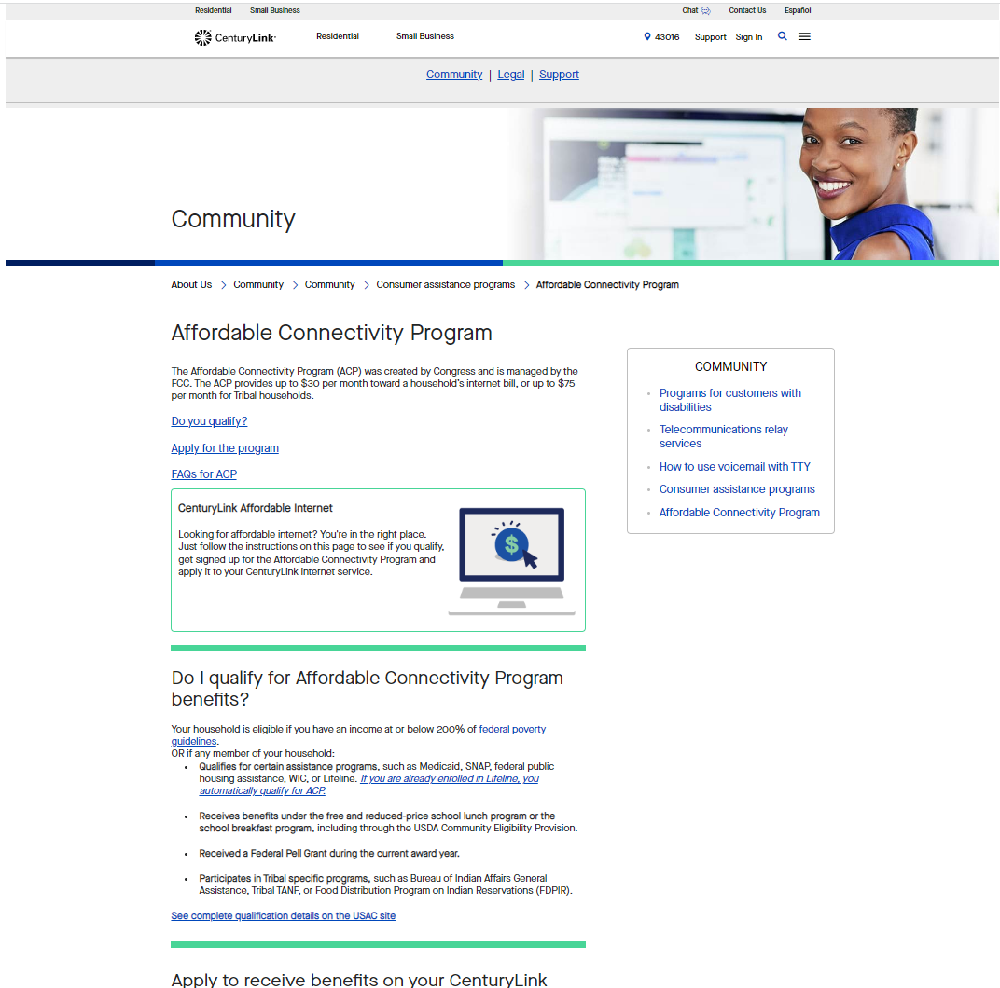 Residential Small Business Chat Contact Us Español
CenturyLink® Residential Small Business 43016 Support Sign In
Community | Legal | Support
Community
About Us > Community > Community > Consumer assistance programs > Affordable Connectivity Program
Affordable Connectivity Program
The Affordable Connectivity Program (ACP) was created by Congress and is managed by the
FCC. The ACP provides up to $30 per month toward a household's internet bill, or up to $75
per month for Tribal households.
Do you qualify?
Apply for the program
FAQs for ACP
CenturyLink Affordable Internet
Looking for affordable internet? You're in the right place.
Just follow the instructions on this page to see if you qualify,
get signed up for the Affordable Connectivity Program and
apply it to your CenturyLink internet service.
$
COMMUNITY
Programs for customers with
disabilities
Telecommunications relay
services
How to use voicemail with TTY
Consumer assistance programs
Affordable Connectivity Program
Do I qualify for Affordable Connectivity Program
benefits?
Your household is eligible if you have an income at or below 200% of federal poverty
guidelines.
OR if any member of your household:
• Qualifies for certain assistance programs, such as Medicaid, SNAP, federal public
housing assistance, WIC, or Lifeline. If you are already enrolled in Lifeline, you
automatically qualify for ACP.
• Receives benefits under the free and reduced-price school lunch program or the
school breakfast program, including through the USDA Community Eligibility Provision.
• Received a Federal Pell Grant during the current award year.
• Participates in Tribal specific programs, such as Bureau of Indian Affairs General
Assistance, Tribal TANF, or Food Distribution Program on Indian Reservations (FDPIR).
See complete qualification details on the USAC site
Apply to receive benefits on your CenturyLink